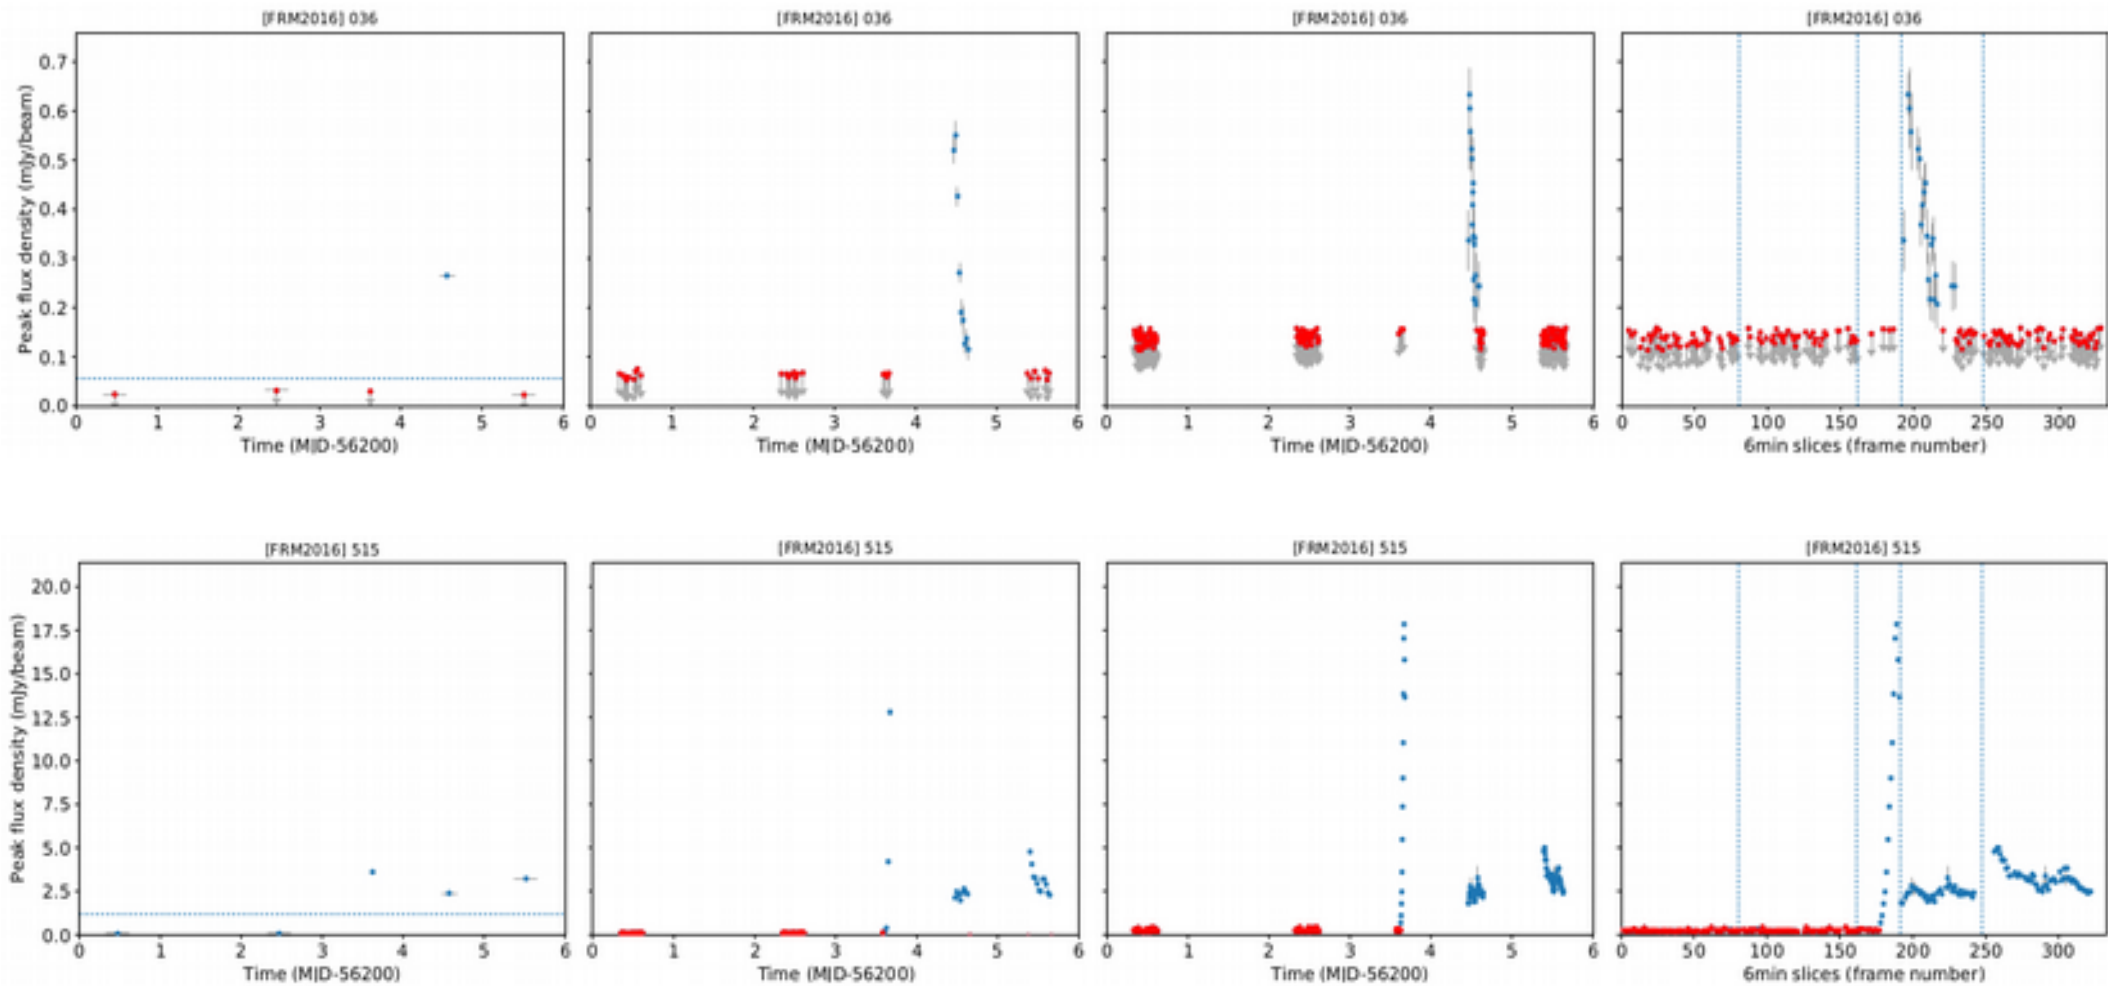 [FRM2016] 036 [FRM2016] 036 [FRM2016] 036 [FRM2016] 036
Peak flux density (mJy/beam)
0.7
0.6
0.5
0.4
0.3
0.2
0.1
0.0
0 1 2 3 4 5 6 0 1 2 3 4 5 6 0 1 2 3 4 5 6 0 50 100 150 200 250 300
Time (MJD-56200) Time (MJD-56200) Time (MJD-56200) 6min slices (frame number)
[FRM2016] 515 [FRM2016] 515 [FRM2016] 515 [FRM2016] 515
Peak flux density (mJy/beam)
20.0
17.5
15.0
12.5
10.0
7.5
5.0
2.5
0.0
0 1 2 3 4 5 6 0 1 2 3 4 5 6 0 1 2 3 4 5 6 0 50 100 150 200 250 300
Time (MJD-56200) Time (MJD-56200) Time (MJD-56200) 6min slices (frame number)